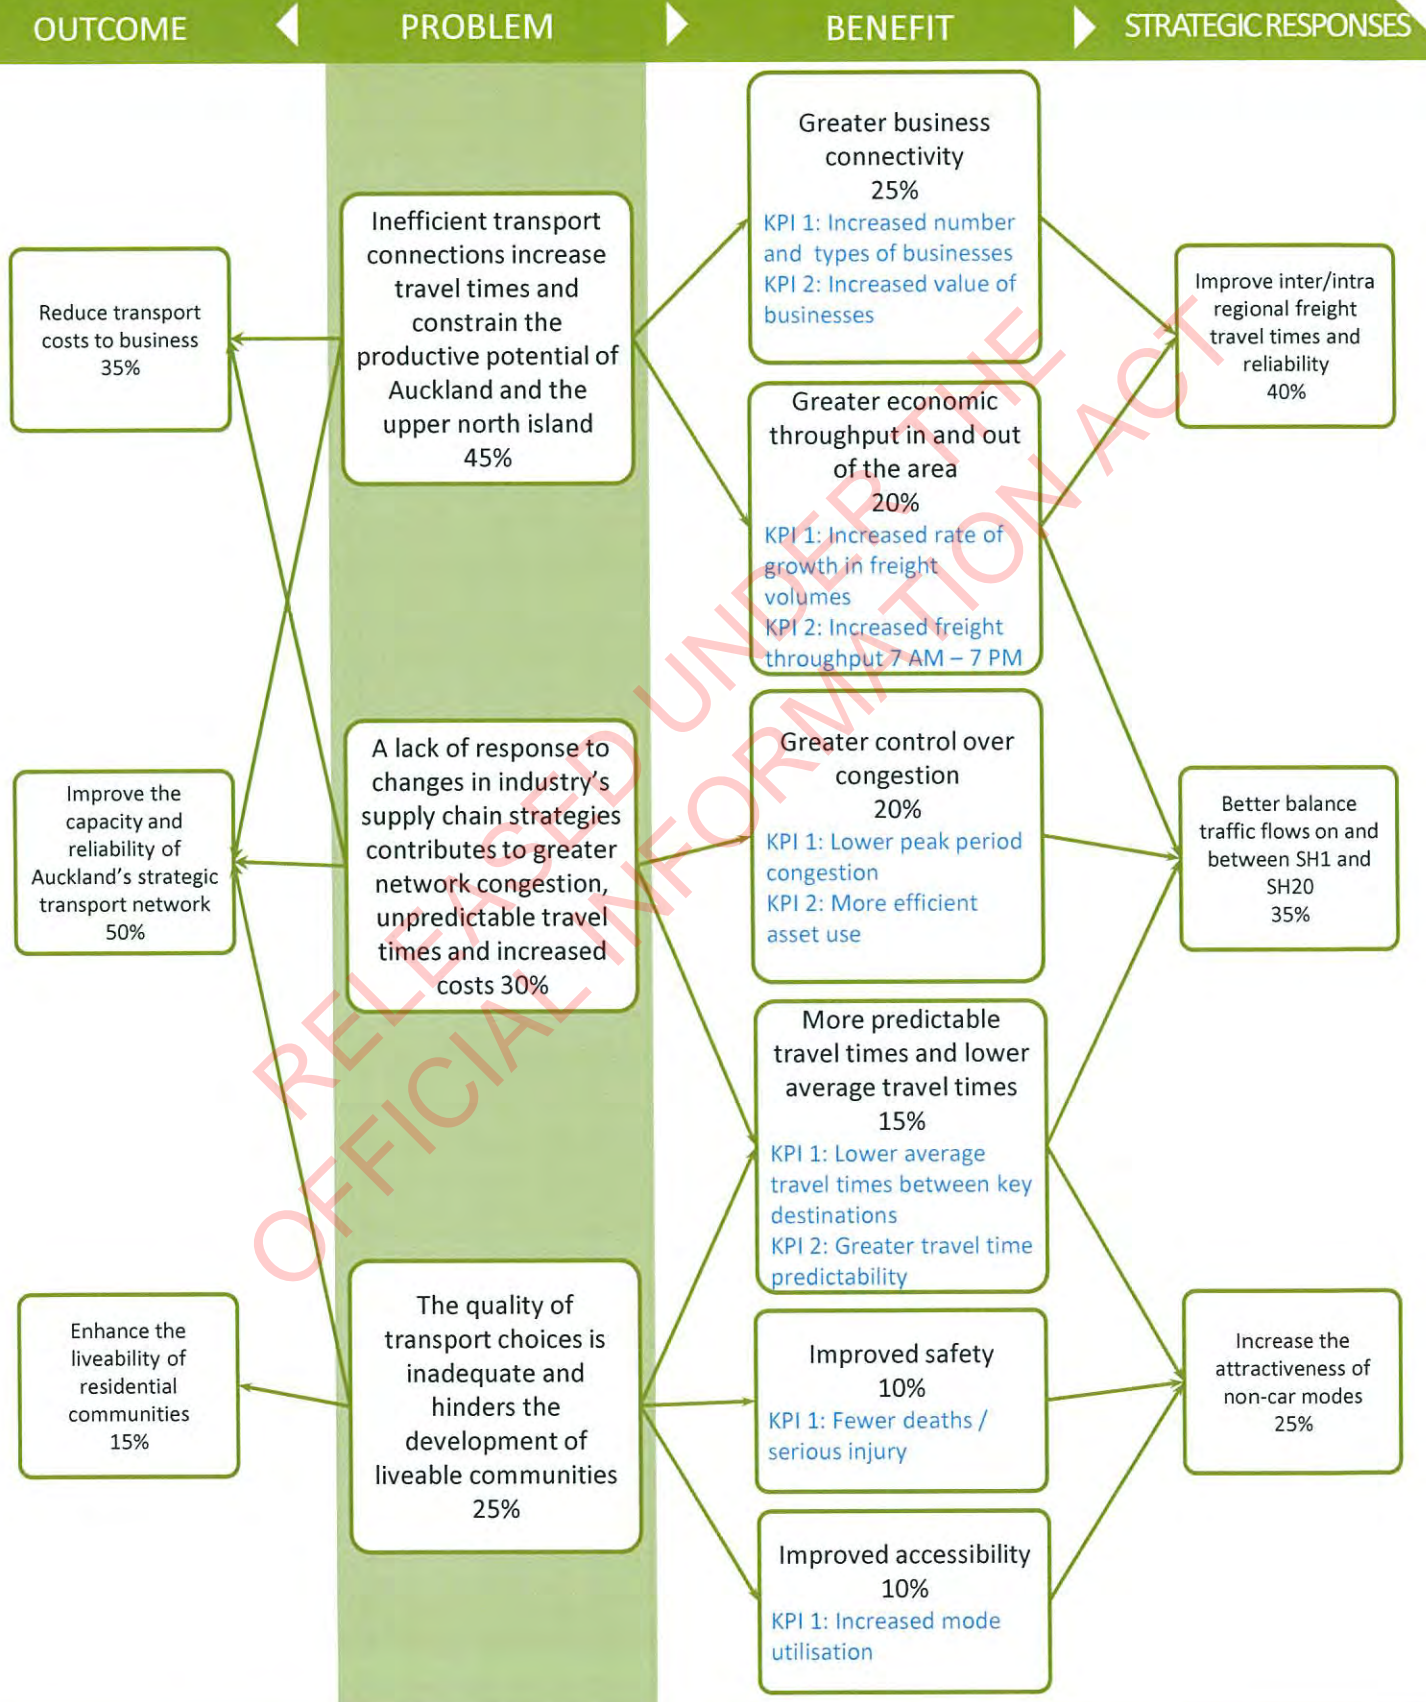 OUTCOME
PROBLEM
BENEFIT
STRATEGIC RESPONSES
Reduce transport
costs to business
35%
Improve the
capacity and
reliability of
Auckland's strategic
transport network
50%
Enhance the
liveability of
residential
communities
15%
Inefficient transport
connections increase
travel times and
constrain the
productive potential of
Auckland and the
upper north island
45%
A lack of response to
changes in industry's
supply chain strategies
contributes to greater
network congestion,
unpredictable travel
times and increased
costs 30%
The quality of
transport choices is
inadequate and
hinders the
development of
liveable communities
25%
Greater business
connectivity
25%
KPI 1: Increased number
and types of businesses
KPI 2: Increased value of
businesses
Greater economic
throughput in and out
of the area
20%
KPI 1: Increased rate of
growth in freight
volumes
KPI 2: Increased freight
throughput 7 AM – 7 PM
Greater control over
congestion
20%
KPI 1: Lower peak period
congestion
KPI 2: More efficient
asset use
More predictable
travel times and lower
average travel times
15%
KPI 1: Lower average
travel times between key
destinations
KPI 2: Greater travel time
predictability
Improved safety
10%
KPI 1: Fewer deaths /
serious injury
Improved accessibility
10%
KPI 1: Increased mode
utilisation
Improve inter/intra
regional freight
travel times and
reliability
40%
Better balance
traffic flows on and
between SH1 and
SH20
35%
Increase the
attractiveness of
non-car modes
25%
RELEASED UNDER THE
OFFICIAL INFORMATION ACT